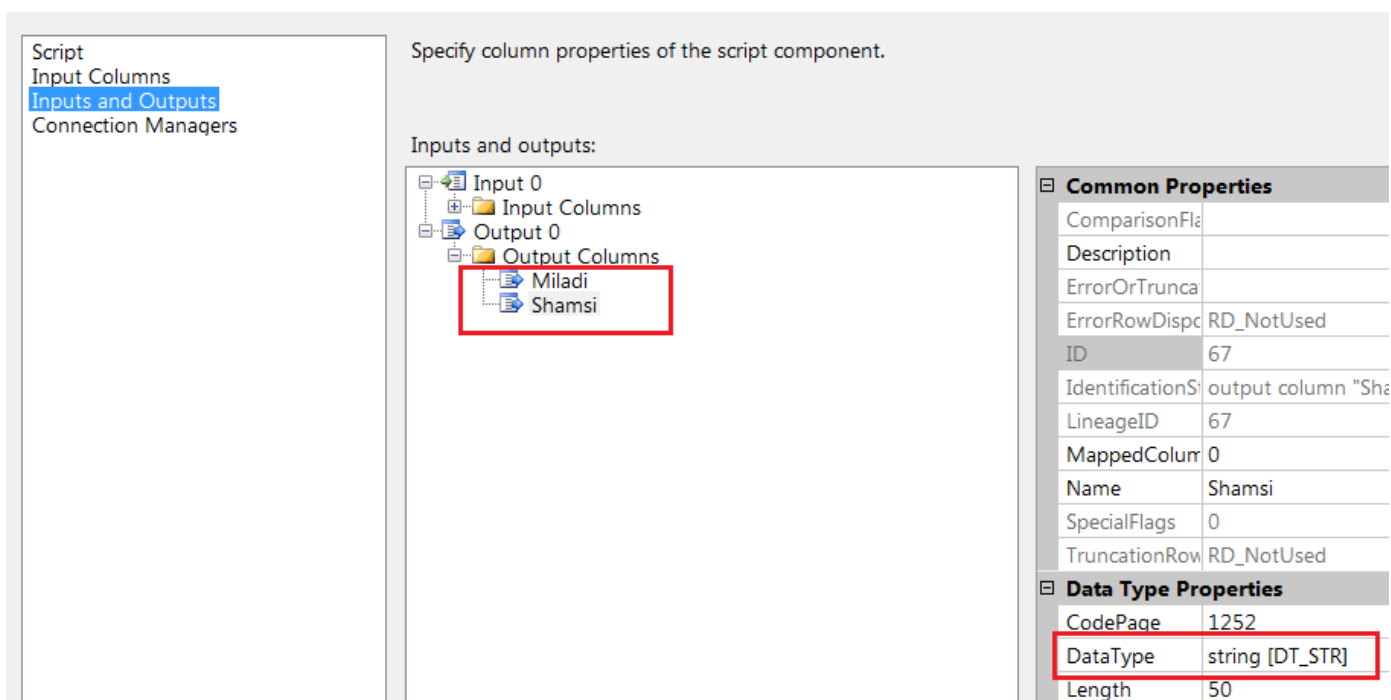 Script
Input Columns
Inputs and Outputs
Connection Managers
Specify column properties of the script component.
Inputs and outputs:
Input 0
Input Columns
Output 0
Output Columns
Miladi
Shamsi
Common Properties
ComparisonFla
Description
ErrorOrTrunca
ErrorRowDispo RD_NotUsed
ID 67
IdentificationSt output column "Sha
LineageID 67
MappedColum 0
Name Shamsi
SpecialFlags 0
TruncationRow RD_NotUsed
Data Type Properties
CodePage 1252
DataType string [DT_STR]
Length 50